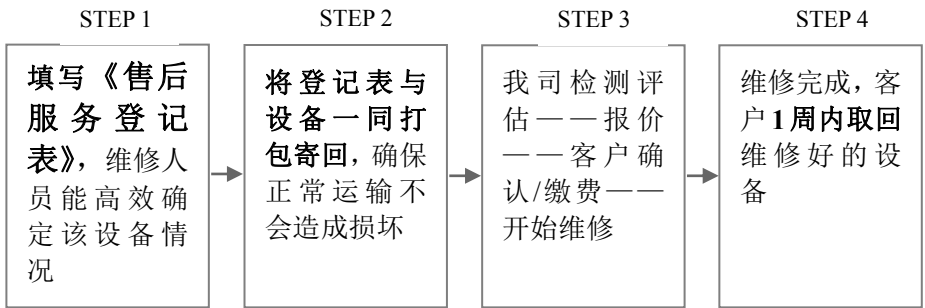 STEP 1
填写《售后
服务登记
表》，维修人
员能高效确
定该设备情
况
STEP 2
将登记表与
设备一同打
包寄回，确保
正常运输不
会造成损坏
STEP 3
我司检测评
估——报价
——客户确
认/缴费——
开始维修
STEP 4
维修完成，客
户1周内取回
维修好的设
备